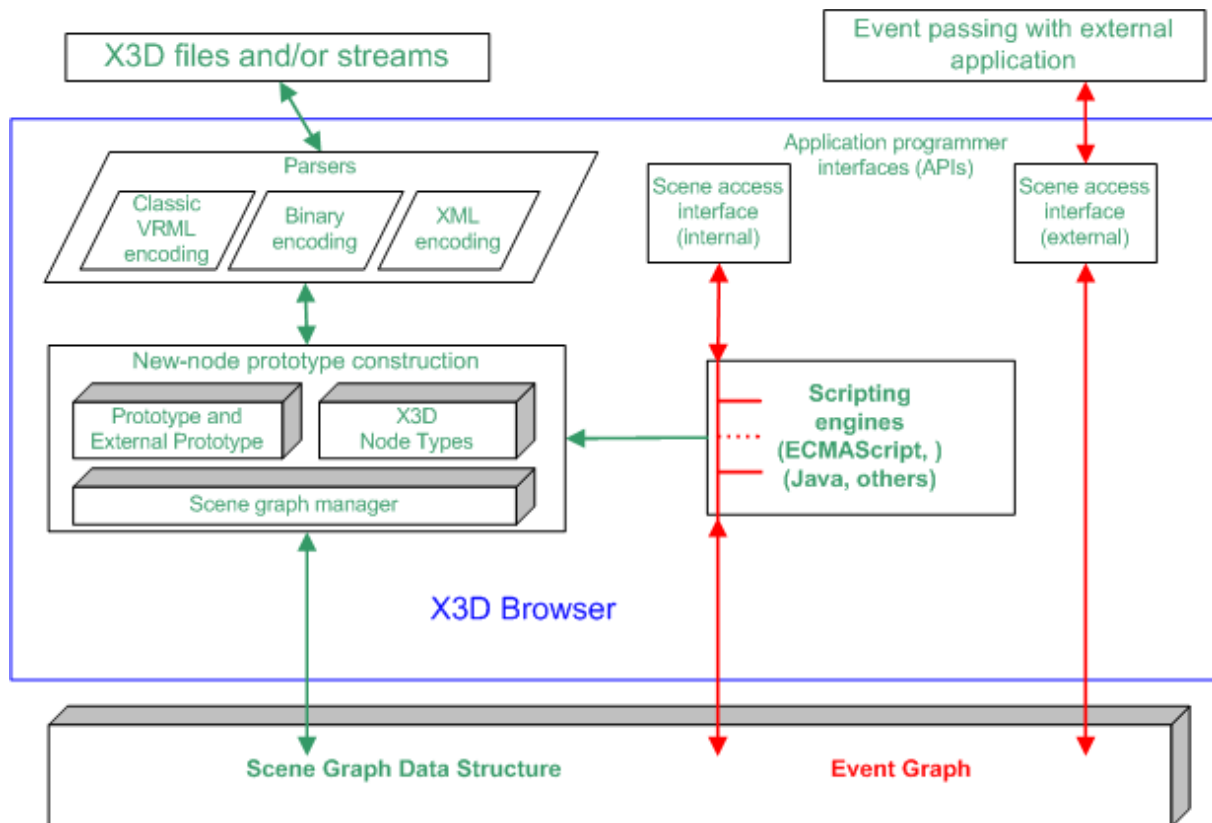 X3D files and/or streams
Event passing with external
application
Parsers
Classic
VRML
encoding
Binary
encoding
XML
encoding
Application programmer
interfaces (APIs)
Scene access
interface
(internal)
Scene access
interface
(external)
New-node prototype construction
Prototype and
External Prototype
X3D
Node Types
Scene graph manager
Scripting
engines
(ECMAScript, )
(Java, others)
X3D Browser
Scene Graph Data Structure
Event Graph